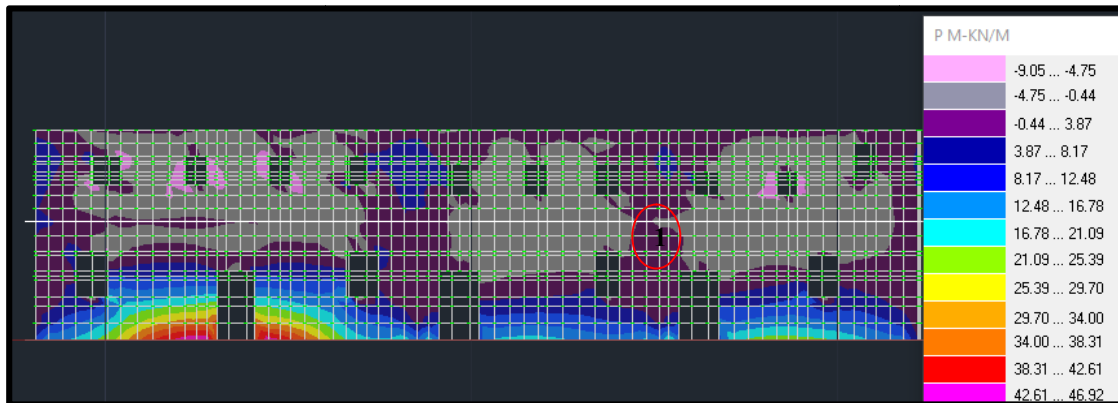 P M-KN/M
-9.05 ... -4.75
-4.75 ... -0.44
-0.44 ... 3.87
3.87 ... 8.17
8.17 ... 12.48
12.48 ... 16.78
16.78 ... 21.09
21.09 ... 25.39
25.39 ... 29.70
29.70 ... 34.00
34.00 ... 38.31
38.31 ... 42.61
42.61 ... 46.92